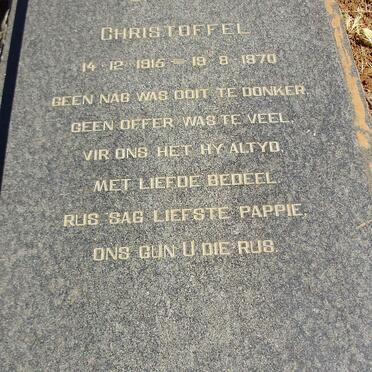 CHRISTOFFEL
14·12·1915 — 19·8·1970
GEEN NAG WAS OOIT TE DONKER,
GEEN OFFER WAS TE VEEL.
VIR ONS HET HY ALTYD,
MET LIEFDE BEDEEL.
RUS SAG LIEFSTE PAPPIE,
ONS GUN U DIE RUS.